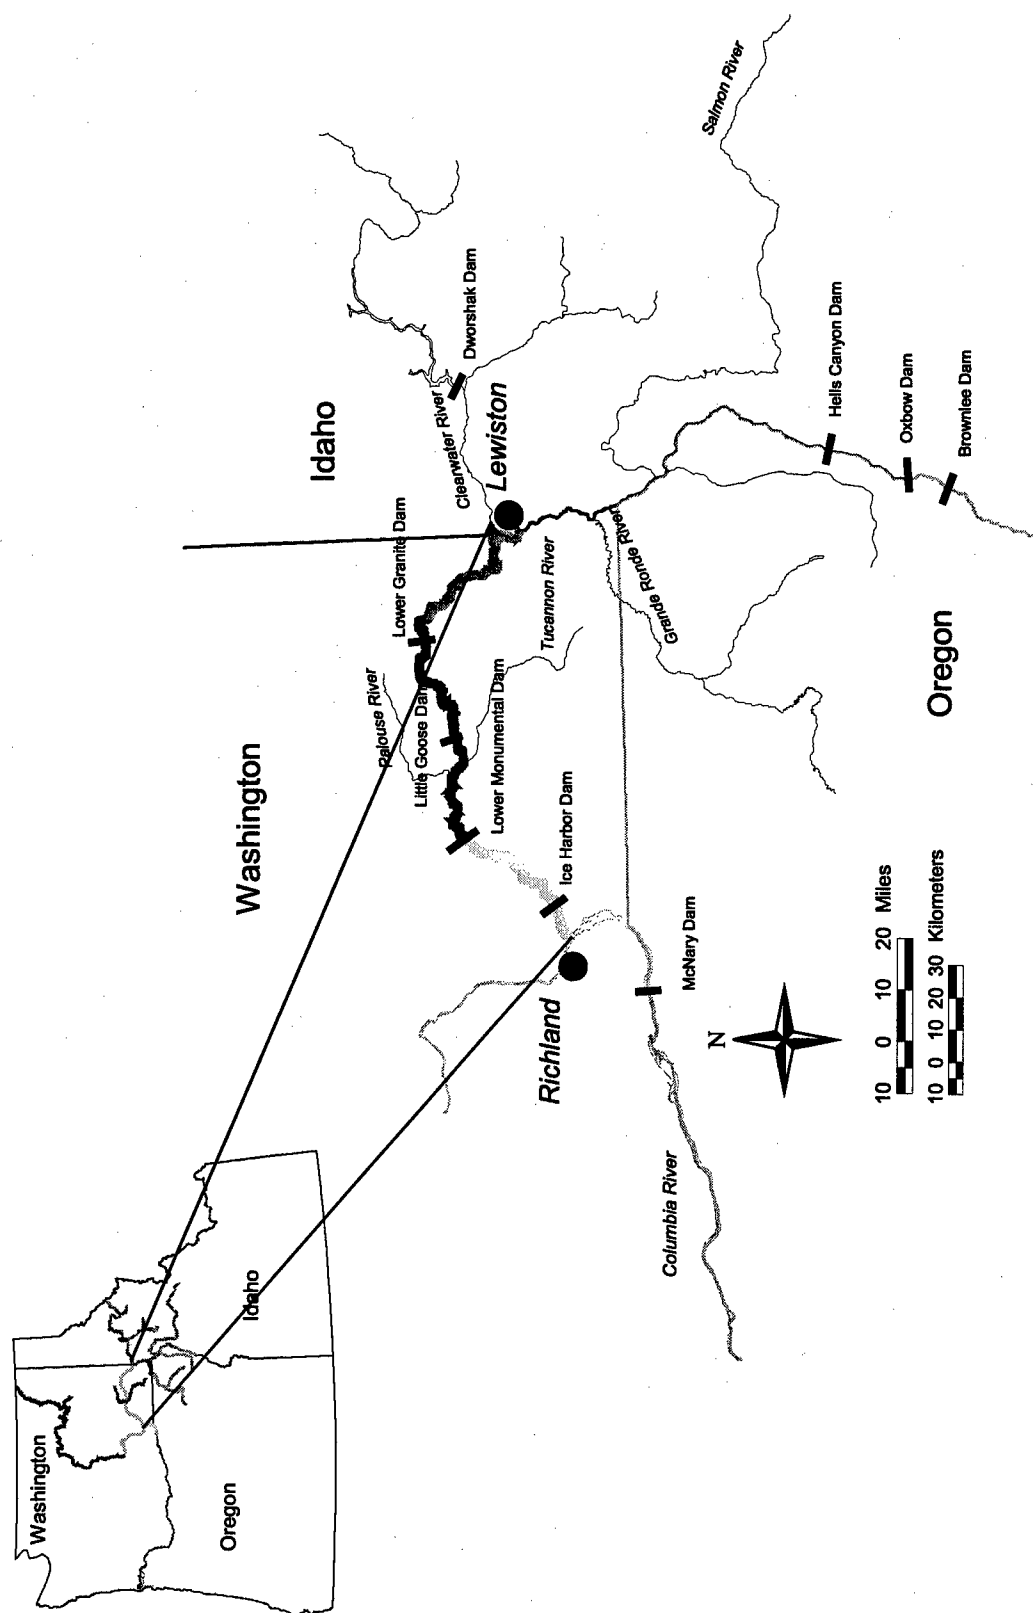 Washington
Oregon
Idaho
Washington
Idaho
Oregon
Palouse River
Lower Granite Dam
Little Goose Dam
Lower Monumental Dam
Ice Harbor Dam
McNary Dam
Tucannon River
Clearwater River
Dworshak Dam
Lewiston
Richland
Columbia River
Grande Ronde River
Salmon River
Hells Canyon Dam
Oxbow Dam
Brownlee Dam
N
10 0 10 20 Miles
10 0 10 20 30 Kilometers